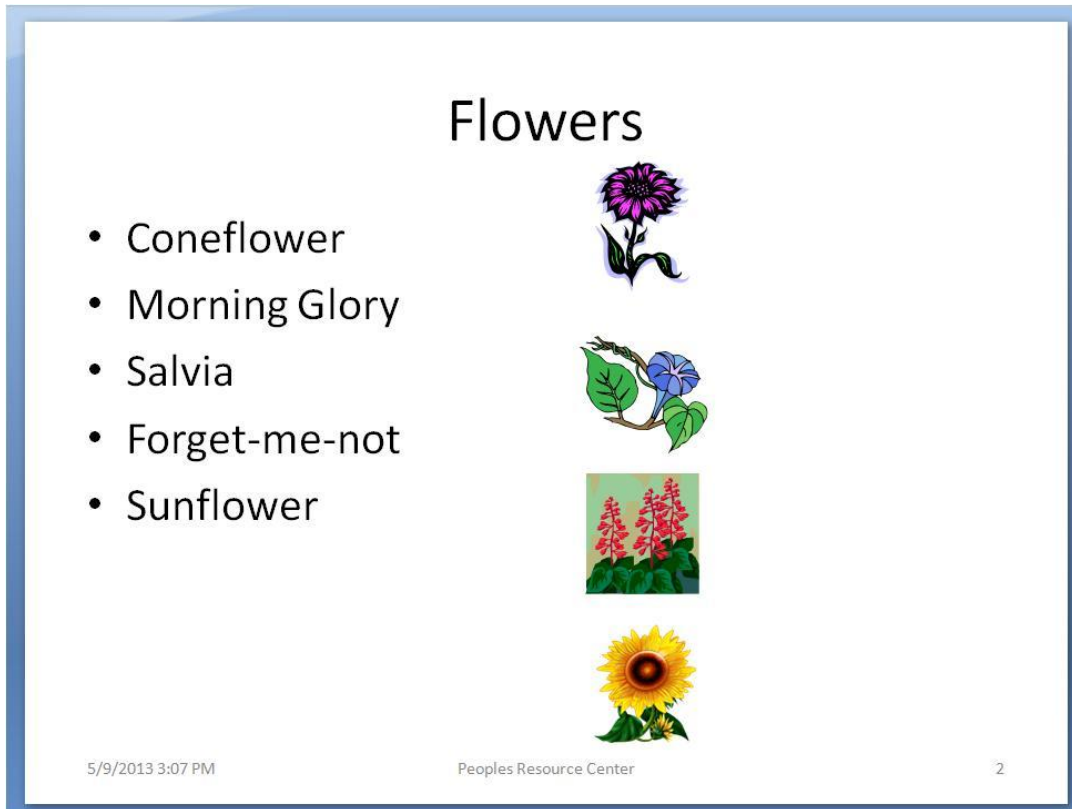 Flowers
• Coneflower
• Morning Glory
• Salvia
• Forget-me-not
• Sunflower
5/9/2013 3:07 PM
Peoples Resource Center
2